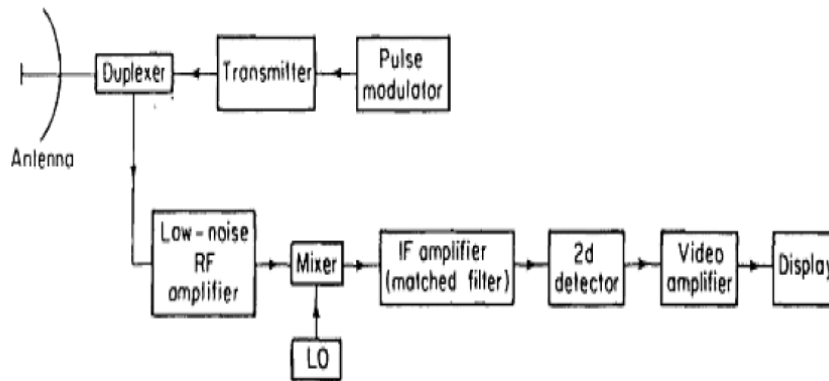 Duplexer
Transmitter
Pulse
modulator
Antenna
Low-noise
RF
amplifier
Mixer
IF amplifier
(matched filter)
2d
detector
Video
amplifier
Display
LO